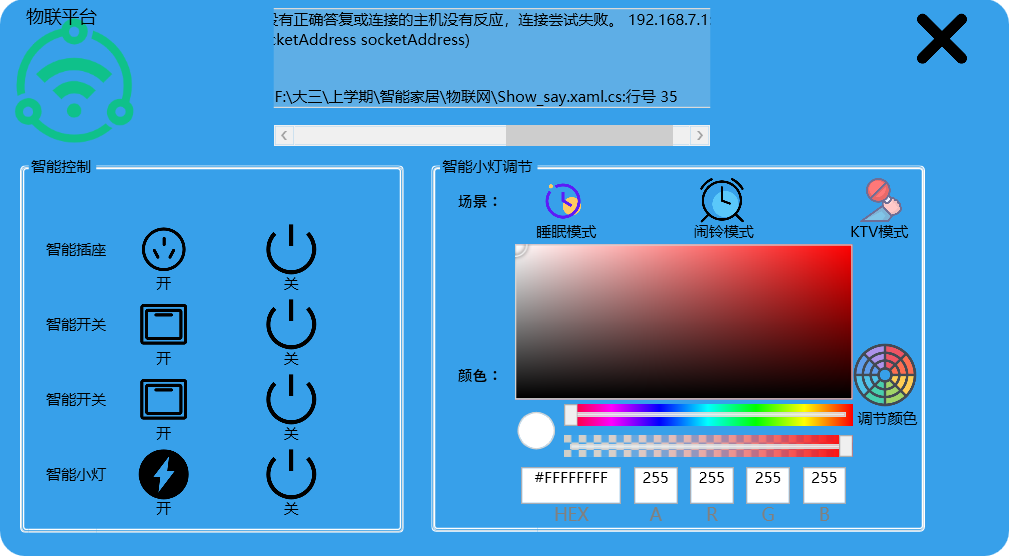 物联平台
没有正确答复或连接的主机没有反应，连接尝试失败。 192.168.7.1
cketAddress socketAddress)
F:\大三\上学期\智能家居\物联网\Show_say.xaml.cs:行号 35
智能控制
智能小灯调节
场景：
睡眠模式
闹铃模式
KTV模式
智能插座
开
关
智能开关
开
关
智能开关
开
关
智能小灯
开
关
颜色：
调节颜色
#FFFFFFFF
255
255
255
255
HEX
A
R
G
B